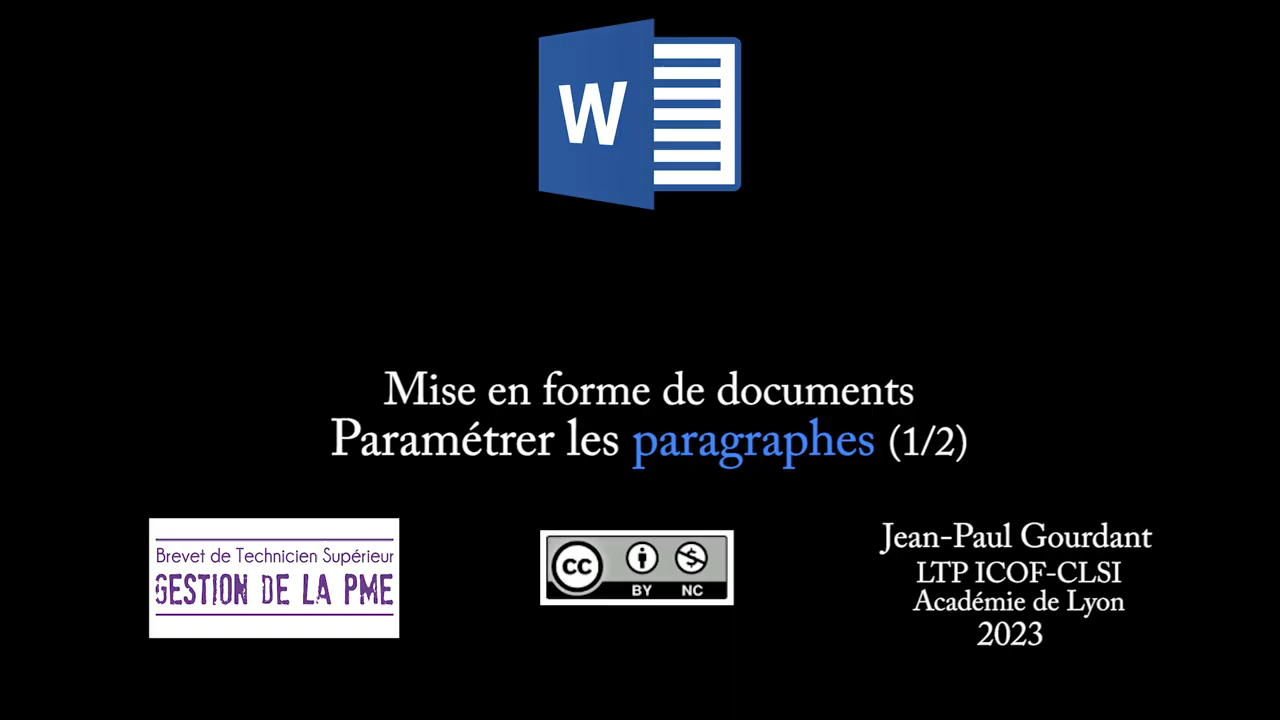 W
Mise en forme de documents
Paramétrer les paragraphes (1/2)
Brevet de Technicien Supérieur
GESTION DE LA PME
CC
BY NC
Jean-Paul Gourdant
LTP ICOF-CLSI
Académie de Lyon
2023